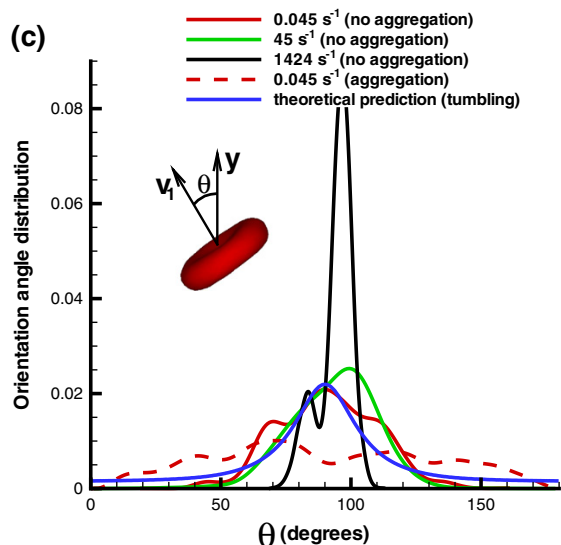 (c)
0.045 s⁻¹ (no aggregation)
45 s⁻¹ (no aggregation)
1424 s⁻¹ (no aggregation)
0.045 s⁻¹ (aggregation)
theoretical prediction (tumbling)
Orientation angle distribution
0.08
0.06
0.04
0.02
0
v₁
θ
y
0 50 100 150
θ (degrees)